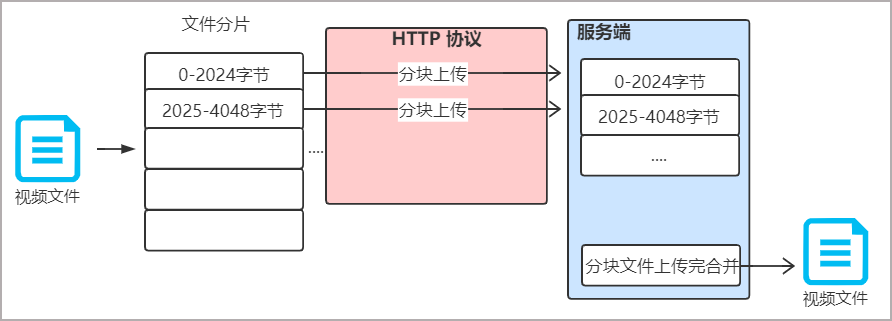 文件分片
HTTP 协议
服务端
0-2024字节
分块上传
0-2024字节
2025-4048字节
分块上传
2025-4048字节
....
....
视频文件
分块文件上传完合并
视频文件